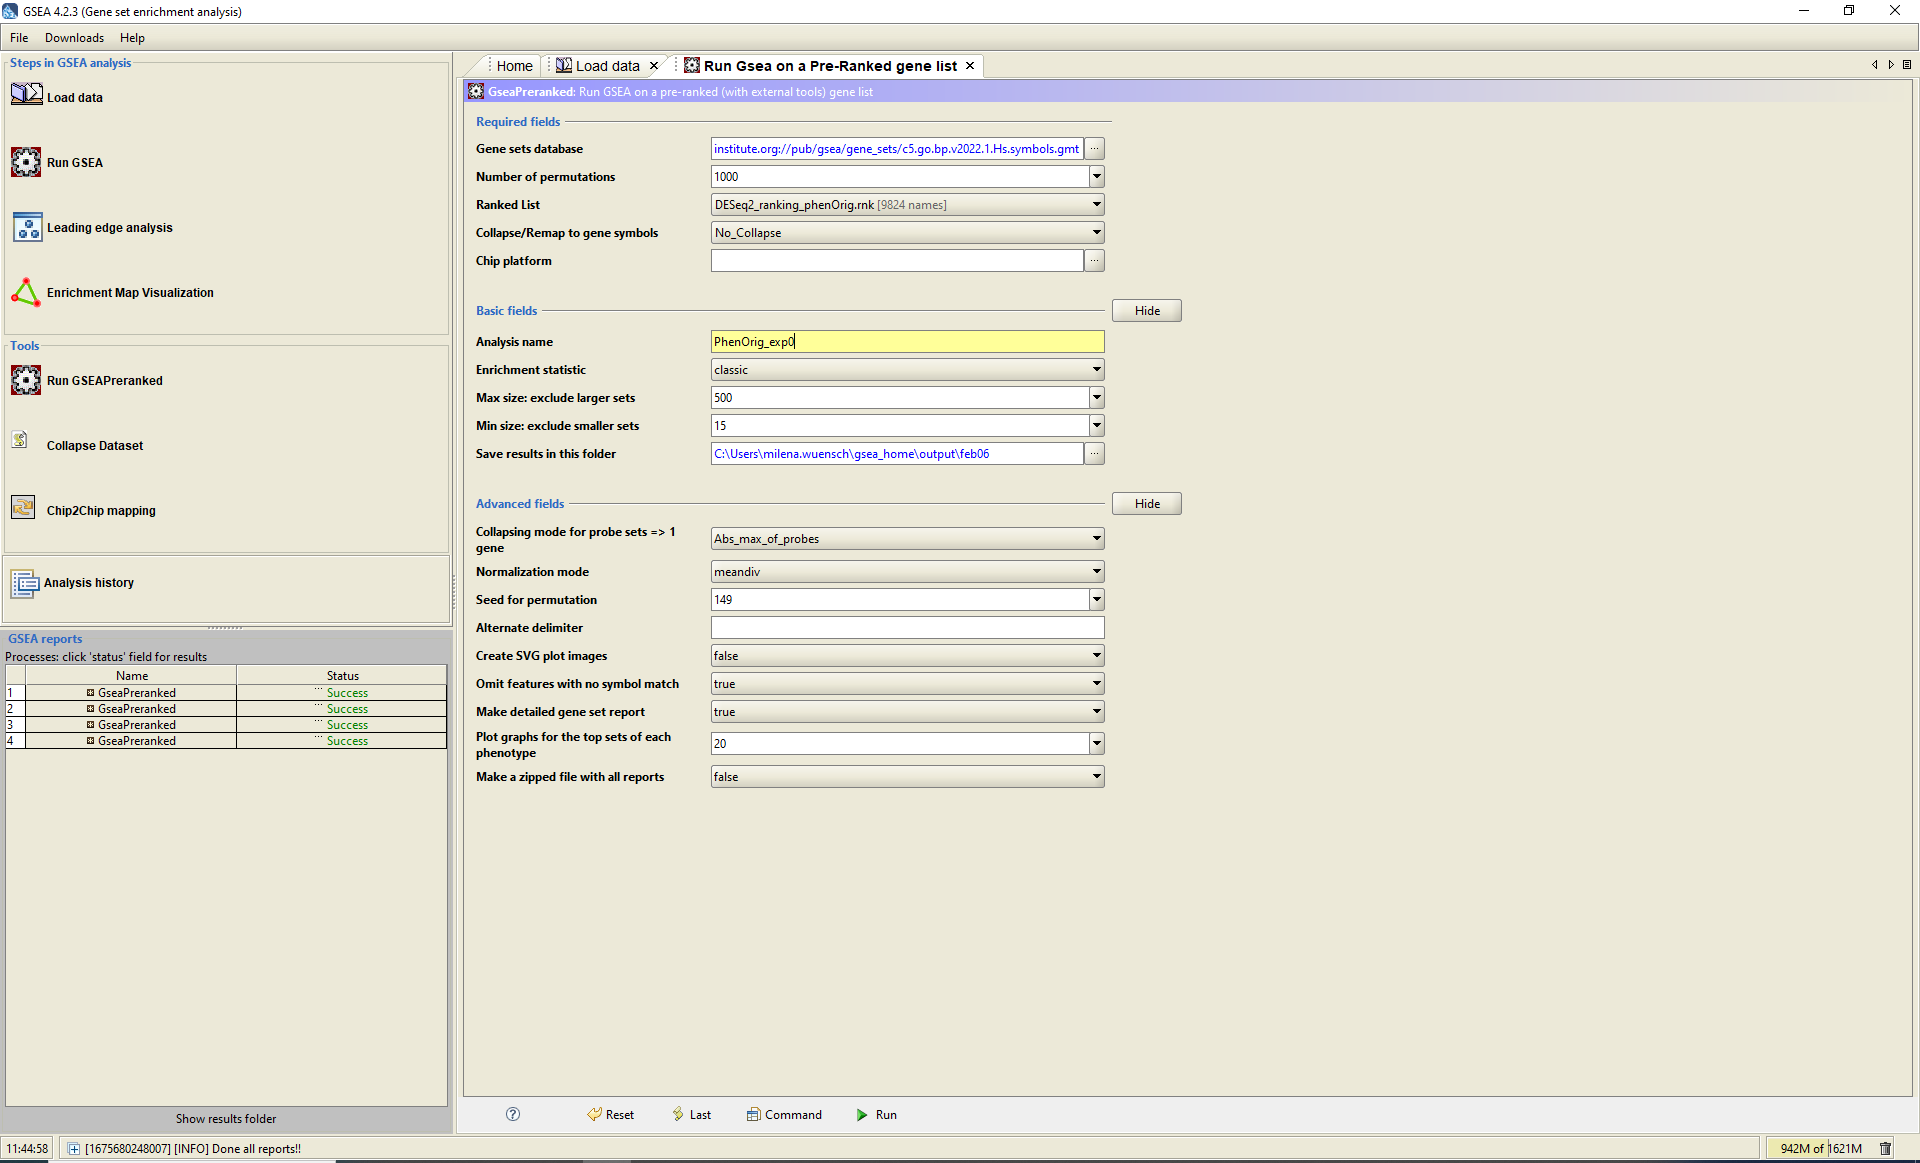 GSEA 4.2.3 (Gene set enrichment analysis)
File Downloads Help
Steps in GSEA analysis
Load data
Run GSEA
Leading edge analysis
Enrichment Map Visualization
Tools
Run GSEAPreranked
Collapse Dataset
Chip2Chip mapping
Analysis history
GSEA reports
Processes: click 'status' field for results
Name Status
1 GseaPreranked ... Success
2 GseaPreranked ... Success
3 GseaPreranked ... Success
4 GseaPreranked ... Success
Show results folder
Home Load data Run Gsea on a Pre-Ranked gene list
GseaPreranked: Run GSEA on a pre-ranked (with external tools) gene list
Required fields
Gene sets database institute.org://pub/gsea/gene_sets/c5.go.bp.v2022.1.Hs.symbols.gmt ...
Number of permutations 1000
Ranked List DESeq2_ranking_phenOrig.rnk [9824 names]
Collapse/Remap to gene symbols No_Collapse
Chip platform ...
Basic fields Hide
Analysis name PhenOrig_exp0
Enrichment statistic classic
Max size: exclude larger sets 500
Min size: exclude smaller sets 15
Save results in this folder C:\Users\milena.wuensch\gsea_home\output\feb06 ...
Advanced fields Hide
Collapsing mode for probe sets => 1
gene Abs_max_of_probes
Normalization mode meandiv
Seed for permutation 149
Alternate delimiter
Create SVG plot images false
Omit features with no symbol match true
Make detailed gene set report true
Plot graphs for the top sets of each
phenotype 20
Make a zipped file with all reports false
? Reset Last Command Run
11:44:58 [1675680248007] [INFO] Done all reports!! 942M of 1621M